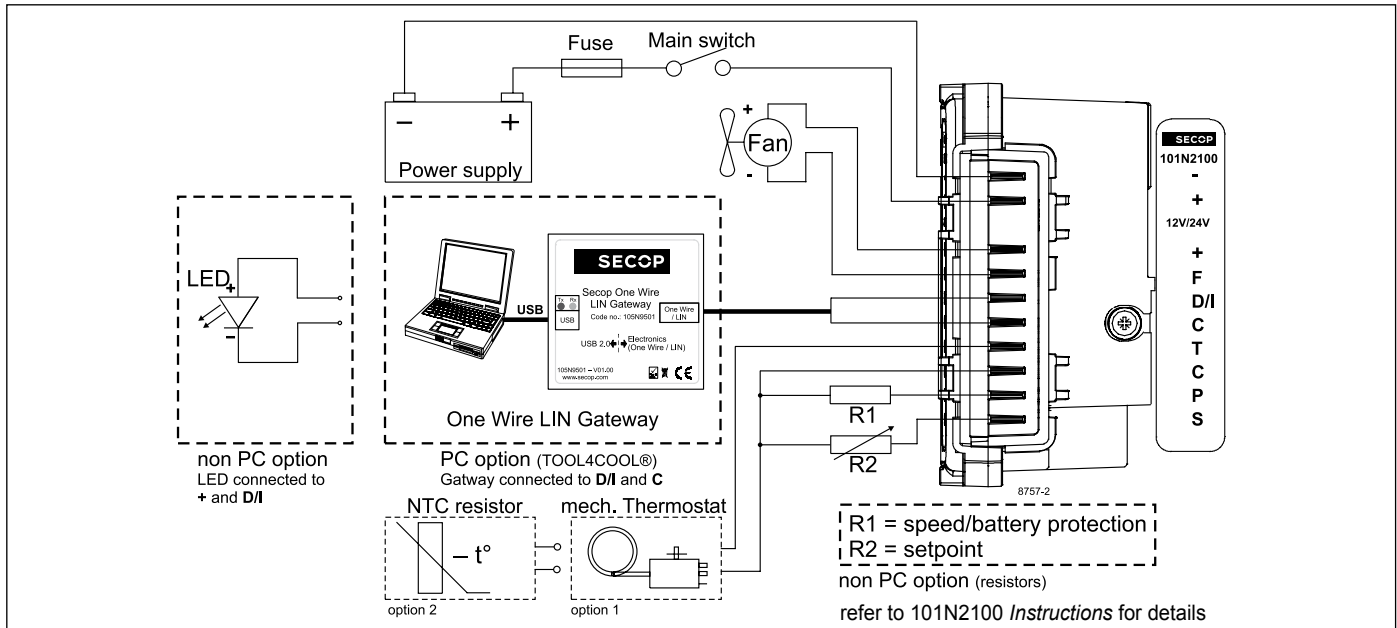 Fuse
Main switch
– +
Power supply
+
Fan
-
SECOP
101N2100
-
+
12V/24V
+
F
D/I
C
T
C
P
S
LED
+
–
non PC option
LED connected to
+ and D/I
USB
SECOP
Secop One Wire
LIN Gateway
Code no.: 105N9501
Tx Rx
USB
One Wire
/ LIN
USB 2.0
Electronics
(One Wire / LIN)
105N9501 – V01.00
www.secop.com
CE
One Wire LIN Gateway
PC option (TOOL4COOL®)
Gatway connected to D/I and C
R1
R2
8757-2
NTC resistor
– t°
option 2
mech. Thermostat
option 1
R1 = speed/battery protection
R2 = setpoint
non PC option (resistors)
refer to 101N2100 Instructions for details